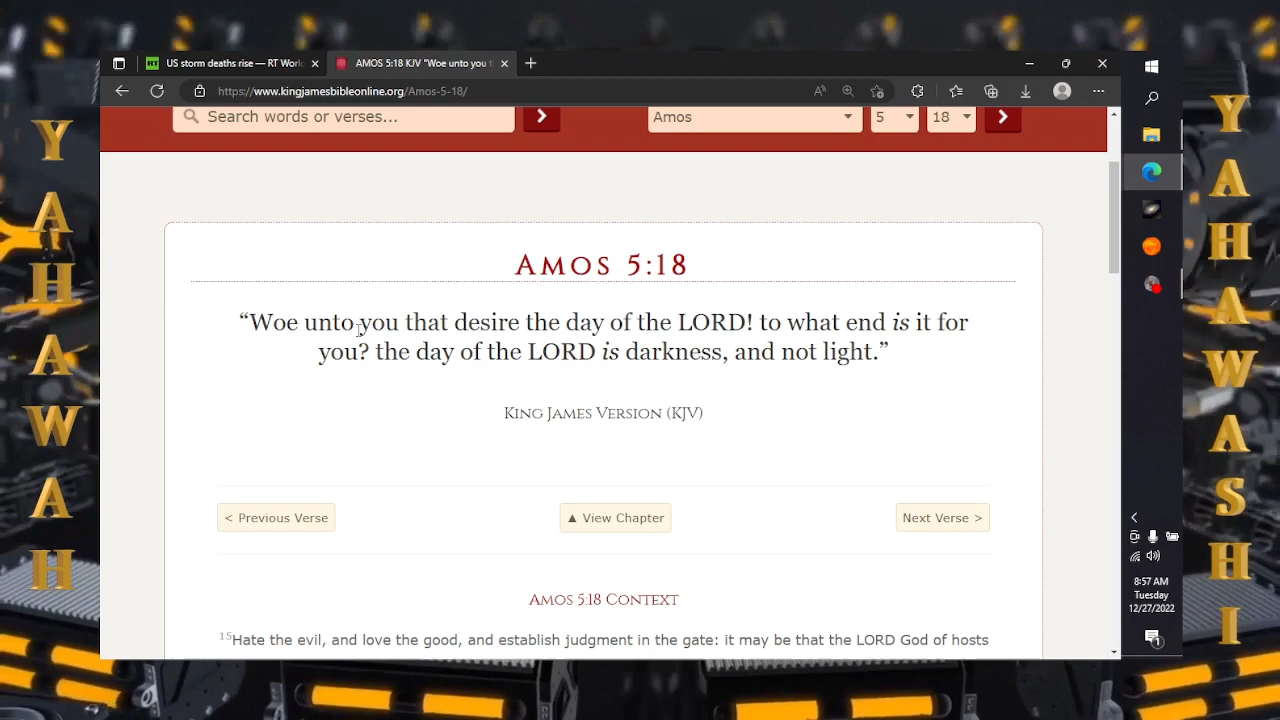 YAHAWAH
US storm deaths rise — RT Worl
AMOS 5:18 KJV "Woe unto you t
https://www.kingjamesbibleonline.org/Amos-5-18/
Search words or verses...
Amos
5
18
AMOS 5:18
“Woe unto you that desire the day of the LORD! to what end is it for
you? the day of the LORD is darkness, and not light.”
KING JAMES VERSION (KJV)
< Previous Verse
▲ View Chapter
Next Verse >
AMOS 5:18 CONTEXT
15Hate the evil, and love the good, and establish judgment in the gate: it may be that the LORD God of hosts
8:57 AM
Tuesday
12/27/2022
YAHAWASHI